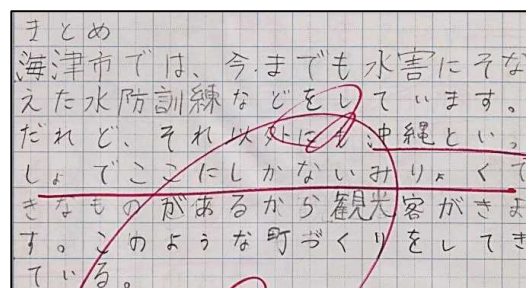 まとめ
海津市では、今までも水害にそな
えた水防訓練などをしています。
だれど、それ以外にも沖縄といっ
しょでここにしかないみりょくて
きなものがあるから観光客がきま
す。このような町づくりをしてき
ている。